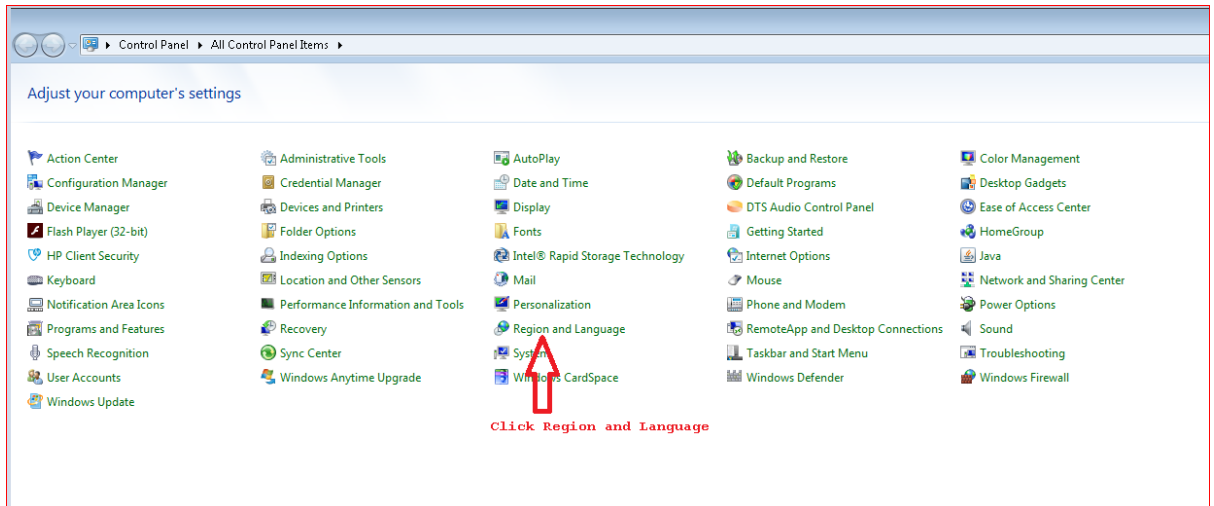 Control Panel All Control Panel Items
Adjust your computer's settings
Action Center Administrative Tools AutoPlay Backup and Restore Color Management
Configuration Manager Credential Manager Date and Time Default Programs Desktop Gadgets
Device Manager Devices and Printers Display DTS Audio Control Panel Ease of Access Center
Flash Player (32-bit) Folder Options Fonts Getting Started HomeGroup
HP Client Security Indexing Options Intel® Rapid Storage Technology Internet Options Java
Keyboard Location and Other Sensors Mail Mouse Network and Sharing Center
Notification Area Icons Performance Information and Tools Personalization Phone and Modem Power Options
Programs and Features Recovery Region and Language RemoteApp and Desktop Connections Sound
Speech Recognition Sync Center System Taskbar and Start Menu Troubleshooting
User Accounts Windows Anytime Upgrade Windows CardSpace Windows Defender Windows Firewall
Windows Update
Click Region and Language